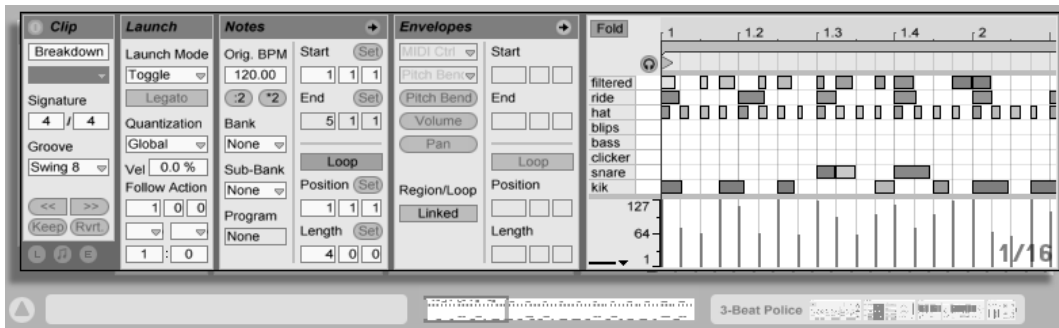 Clip
Breakdown
Signature
4 / 4
Groove
Swing 8
<< >>
Keep Rvrt.
L E
Launch
Launch Mode
Toggle
Legato
Quantization
Global
Vel 0.0 %
Follow Action
1 0 0
1 : 0
Notes
Orig. BPM
120.00
:2 *2
Bank
None
Sub-Bank
None
Program
None
Start Set
1 1 1
End Set
5 1 1
Loop
Position Set
1 1 1
Length Set
4 0 0
Envelopes
MIDI Ctrl
Pitch Bend
Pitch Bend
Volume
Pan
Region/Loop
Linked
Start
End
Loop
Position
Length
Fold
1 1.2 1.3 1.4 2
filtered
ride
hat
blips
bass
clicker
snare
kik
127
64
1
1/16
3-Beat Police